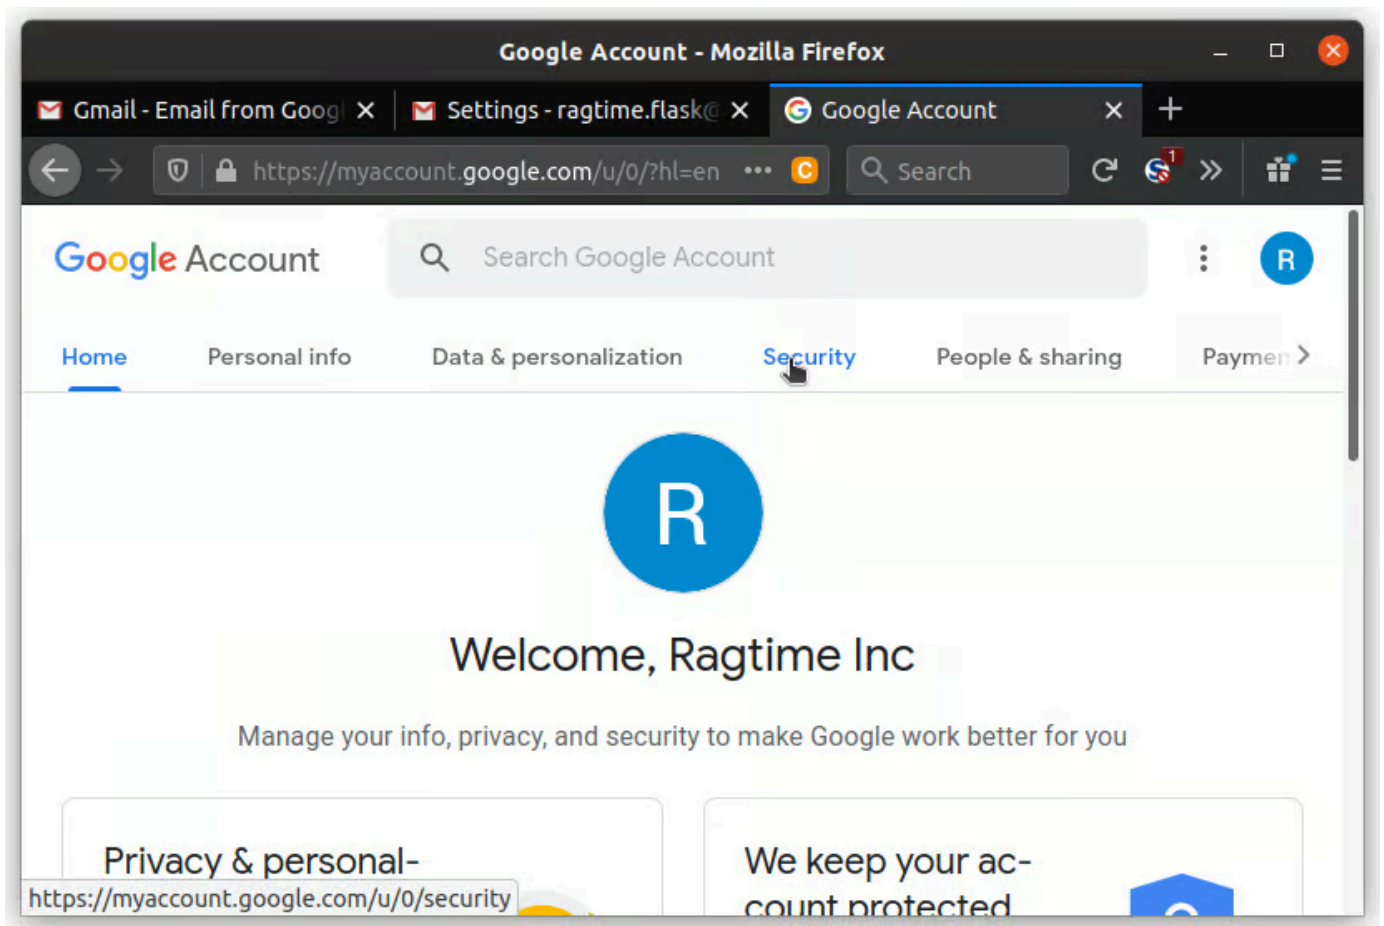 Google Account - Mozilla Firefox
Gmail - Email from Goog
Settings - ragtime.flask@
Google Account
https://myaccount.google.com/u/0/?hl=en
C
Search
1
Google Account
Search Google Account
R
Home
Personal info
Data & personalization
Security
People & sharing
Paymen
R
Welcome, Ragtime Inc
Manage your info, privacy, and security to make Google work better for you
Privacy & personal-
We keep your ac-
count protected
https://myaccount.google.com/u/0/security